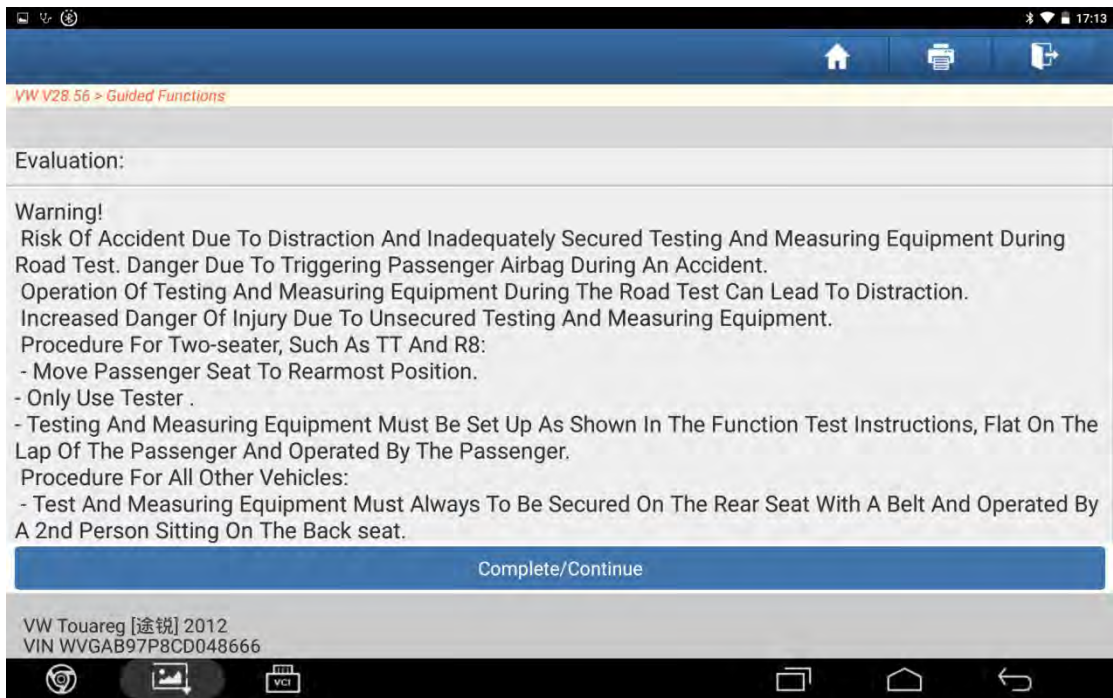 17:13
VW V28.56 > Guided Functions
Evaluation:
Warning!
Risk Of Accident Due To Distraction And Inadequately Secured Testing And Measuring Equipment During
Road Test. Danger Due To Triggering Passenger Airbag During An Accident.
Operation Of Testing And Measuring Equipment During The Road Test Can Lead To Distraction.
Increased Danger Of Injury Due To Unsecured Testing And Measuring Equipment.
Procedure For Two-seater, Such As TT And R8:
- Move Passenger Seat To Rearmost Position.
- Only Use Tester .
- Testing And Measuring Equipment Must Be Set Up As Shown In The Function Test Instructions, Flat On The
Lap Of The Passenger And Operated By The Passenger.
Procedure For All Other Vehicles:
- Test And Measuring Equipment Must Always To Be Secured On The Rear Seat With A Belt And Operated By
A 2nd Person Sitting On The Back seat.
Complete/Continue
VW Touareg [途锐] 2012
VIN WVGAB97P8CD048666
VCI